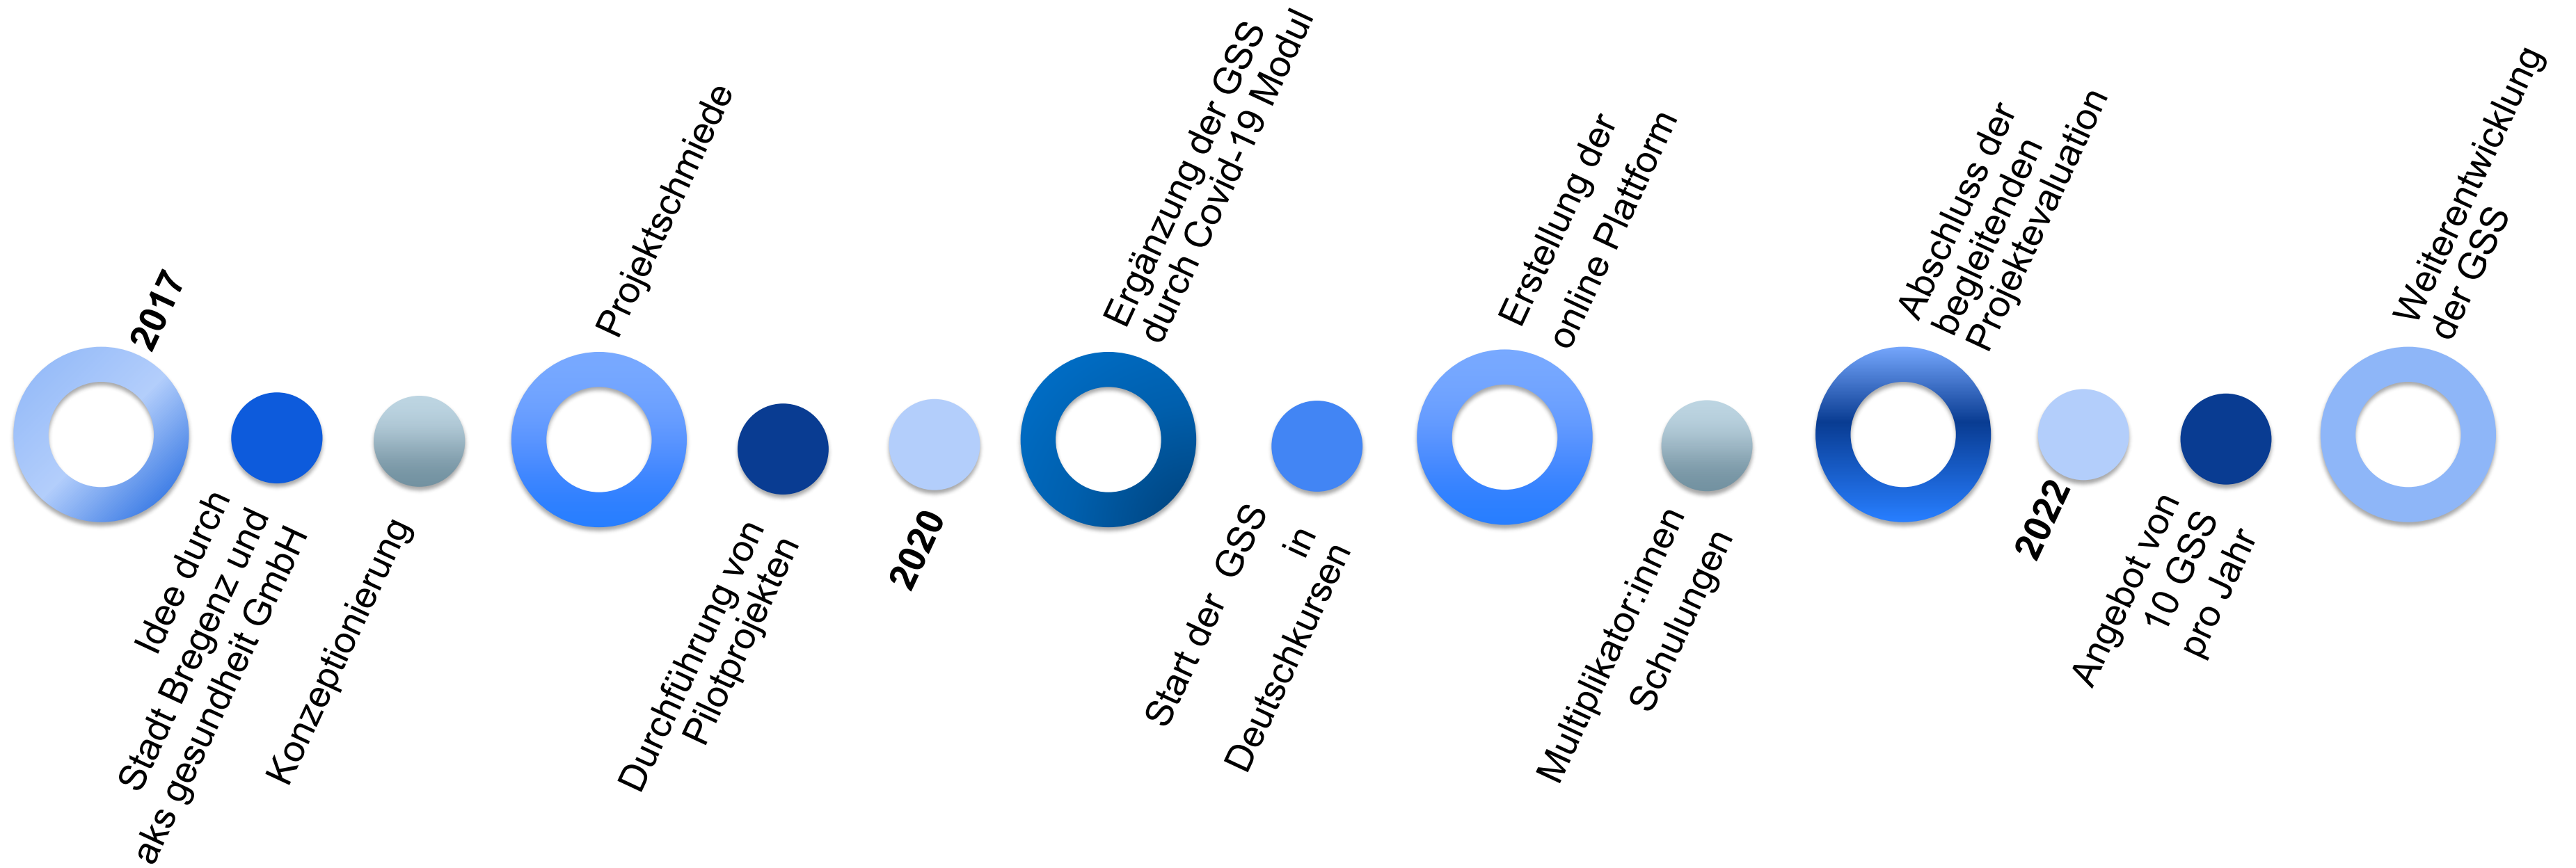 2017
Idee durch
Stadt Bregenz und
aks gesundheit GmbH
Konzeptionierung
Projektschmiede
Durchführung von
Pilotprojekten
2020
Ergänzung der GSS
durch Covid-19 Modul
Start der GSS
in
Deutschkursen
Erstellung der
online Plattform
Multiplikator:innen
Schulungen
Abschluss der
begleitenden
Projektevaluation
2022
Angebot von
10 GSS
pro Jahr
Weiterentwicklung
der GSS